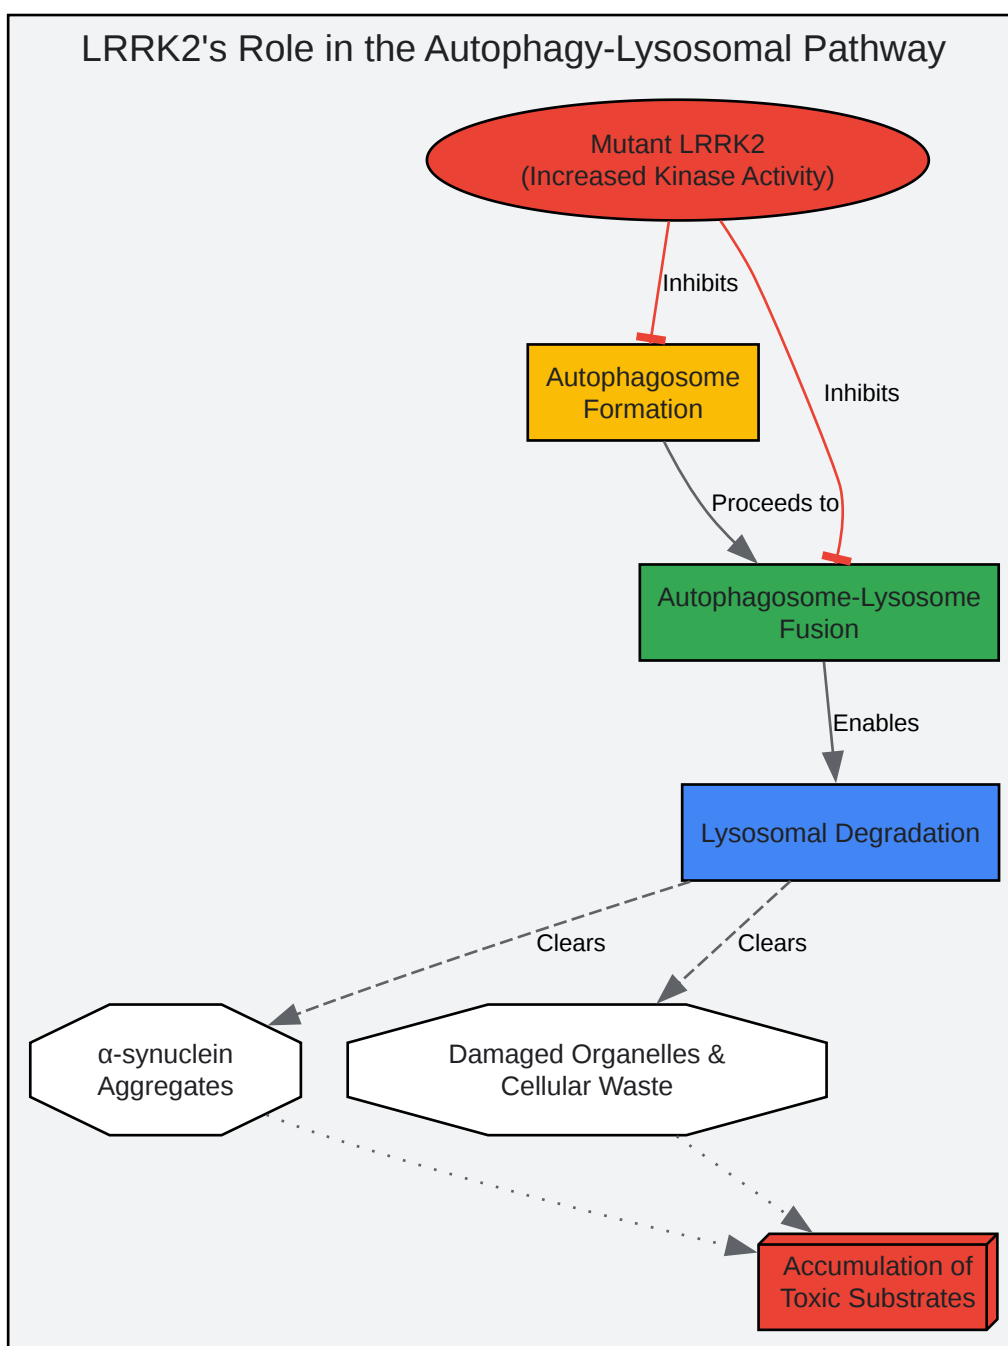 LRRK2's Role in the Autophagy-Lysosomal Pathway
Mutant LRRK2
(Increased Kinase Activity)
Inhibits
Autophagosome
Formation
Inhibits
Proceeds to
Autophagosome-Lysosome
Fusion
Enables
Lysosomal Degradation
Clears
Clears
α-synuclein
Aggregates
Damaged Organelles &
Cellular Waste
Accumulation of
Toxic Substrates